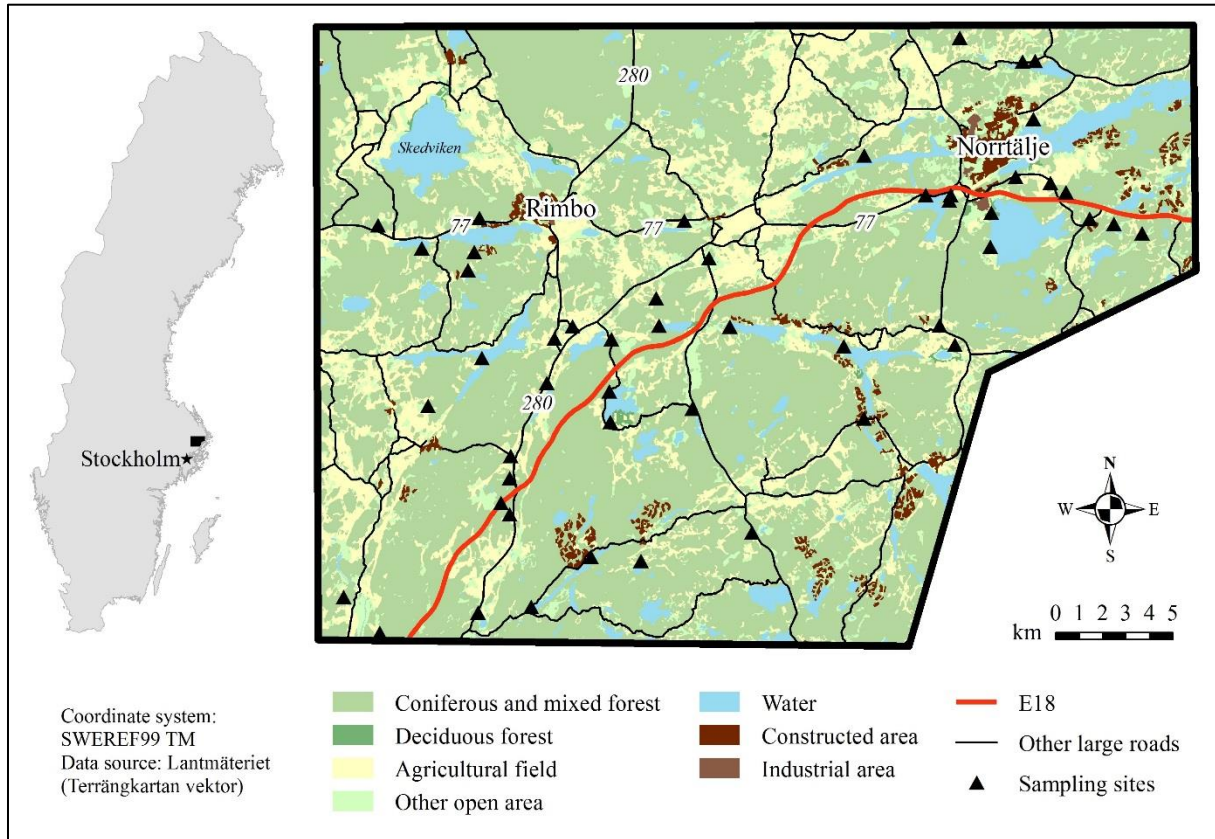 280
Skedviken
Norrtälje
Rimbo
77
77
77
280
Stockholm
N
W
E
S
0 1 2 3 4 5
km
Coordinate system:
SWEREF99 TM
Data source: Lantmäteriet
(Terrängkartan vektor)
Coniferous and mixed forest
Deciduous forest
Agricultural field
Other open area
Water
Constructed area
Industrial area
E18
Other large roads
Sampling sites